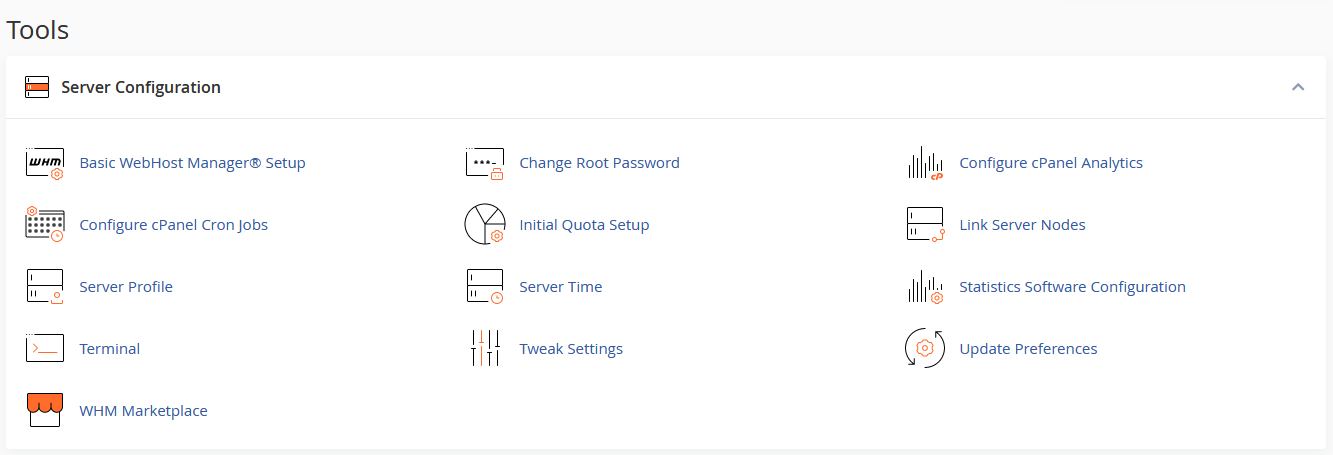 Tools
Server Configuration
WHM
Basic WebHost Manager® Setup
Change Root Password
Configure cPanel Analytics
Configure cPanel Cron Jobs
Initial Quota Setup
Link Server Nodes
Server Profile
Server Time
Statistics Software Configuration
Terminal
Tweak Settings
Update Preferences
WHM Marketplace